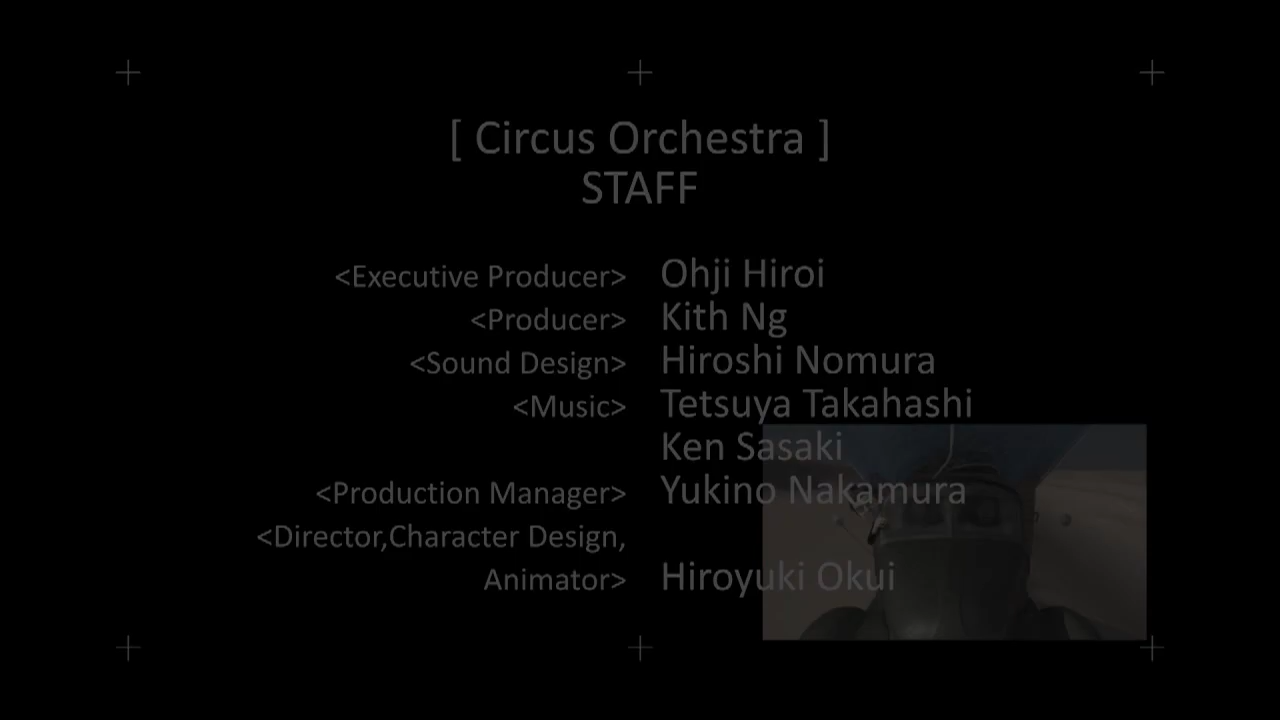 [ Circus Orchestra ]
STAFF
<Executive Producer> Ohji Hiroi
<Producer> Kith Ng
<Sound Design> Hiroshi Nomura
<Music> Tetsuya Takahashi
Ken Sasaki
<Production Manager> Yukino Nakamura
<Director,Character Design,
Animator> Hiroyuki Okui